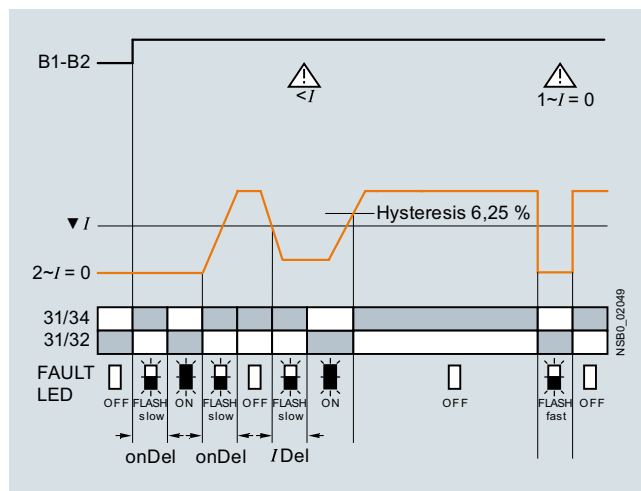 B1-B2
<I
1~I = 0
▼ I
Hysteresis 6,25 %
2~I = 0
31/34
31/32
FAULT
LED
OFF FLASH ON FLASH OFF FLASH ON OFF FLASH OFF
slow slow slow fast
onDel onDel I Del
NSB0_02049